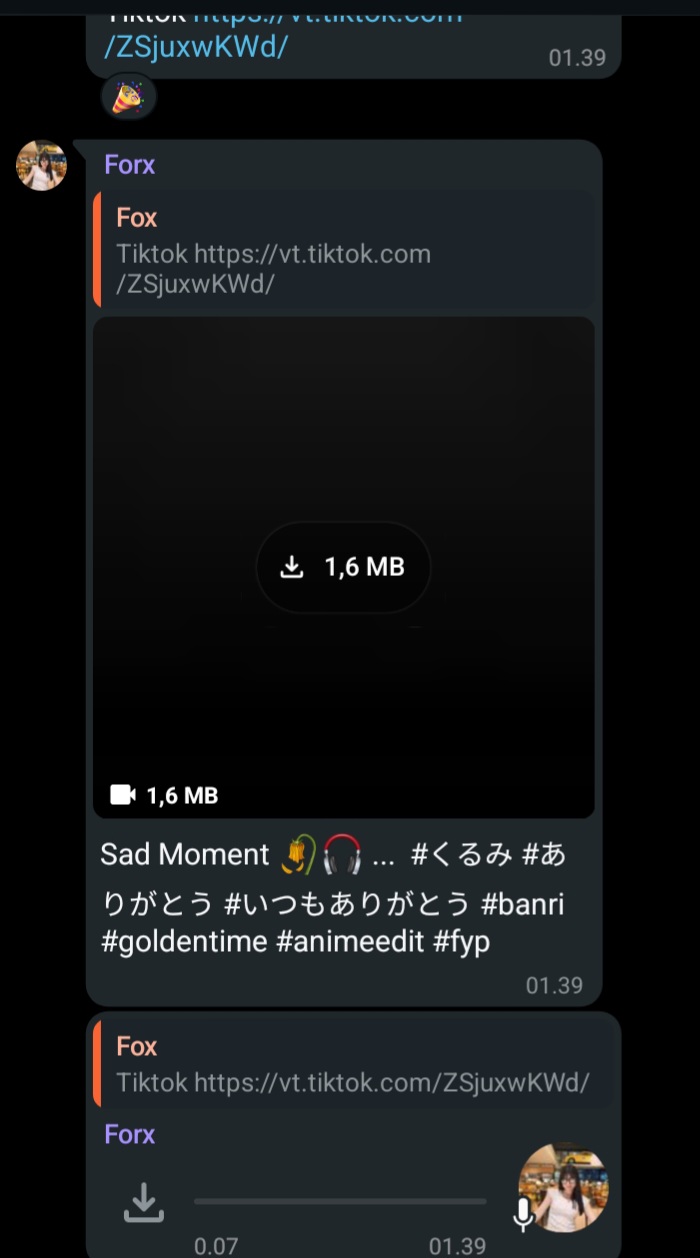 Tiktok https://vt.tiktok.com
/ZSjuxwKWd/
01.39
Forx
Fox
Tiktok https://vt.tiktok.com
/ZSjuxwKWd/
1,6 MB
1,6 MB
Sad Moment 🥀🎧 ... #くるみ #あ
りがとう #いつもありがとう #banri
#goldentime #animeedit #fyp
01.39
Fox
Tiktok https://vt.tiktok.com/ZSjuxwKWd/
Forx
0.07 01.39